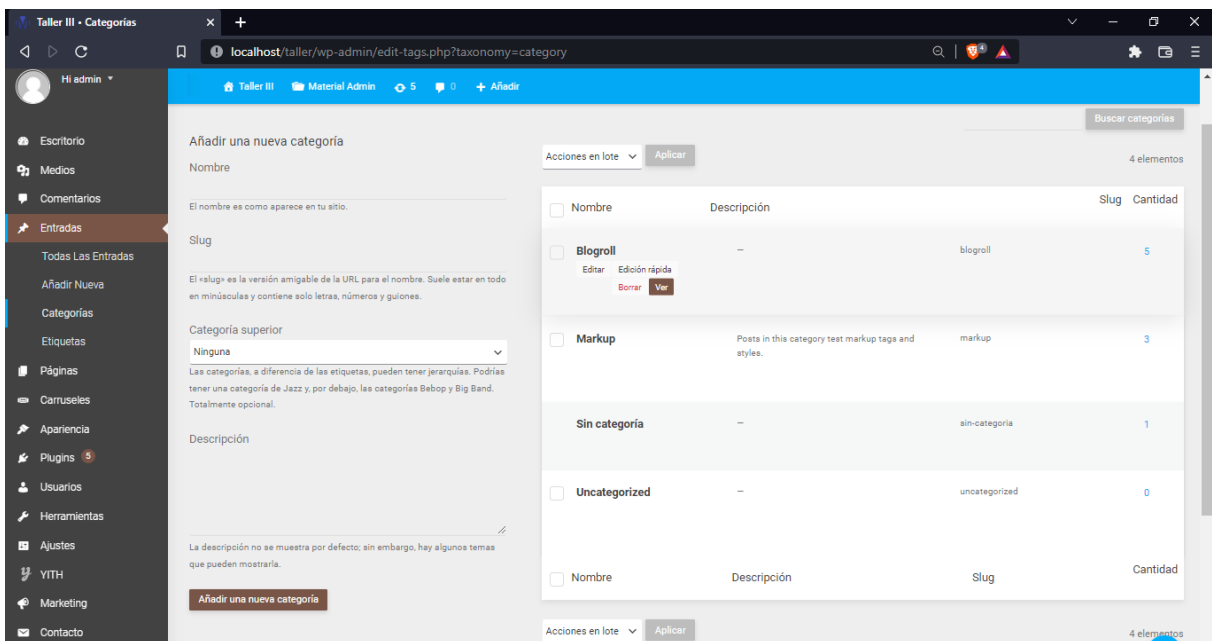 Taller III • Categorías
localhost/taller/wp-admin/edit-tags.php?taxonomy=category
4
Hi admin
Taller III Material Admin 5 0 + Añadir
Escritorio
Medios
Comentarios
Entradas
Todas Las Entradas
Añadir Nueva
Categorías
Etiquetas
Páginas
Carruseles
Apariencia
Plugins 5
Usuarios
Herramientas
Ajustes
YITH
Marketing
Contacto
Añadir una nueva categoría
Nombre
El nombre es como aparece en tu sitio.
Slug
El «slug» es la versión amigable de la URL para el nombre. Suele estar en todo
en minúsculas y contiene solo letras, números y guiones.
Categoría superior
Ninguna
Las categorías, a diferencia de las etiquetas, pueden tener jerarquías. Podrías
tener una categoría de Jazz y, por debajo, las categorías Bebop y Big Band.
Totalmente opcional.
Descripción
La descripción no se muestra por defecto; sin embargo, hay algunos temas
que pueden mostrarla.
Añadir una nueva categoría
Buscar categorías
Acciones en lote Aplicar 4 elementos
Nombre Descripción Slug Cantidad
Blogroll — blogroll 5
Editar Edición rápida
Borrar Ver
Markup Posts in this category test markup tags and markup 3
styles.
Sin categoría — sin-categoria 1
Uncategorized — uncategorized 0
Nombre Descripción Slug Cantidad
Acciones en lote Aplicar 4 elementos